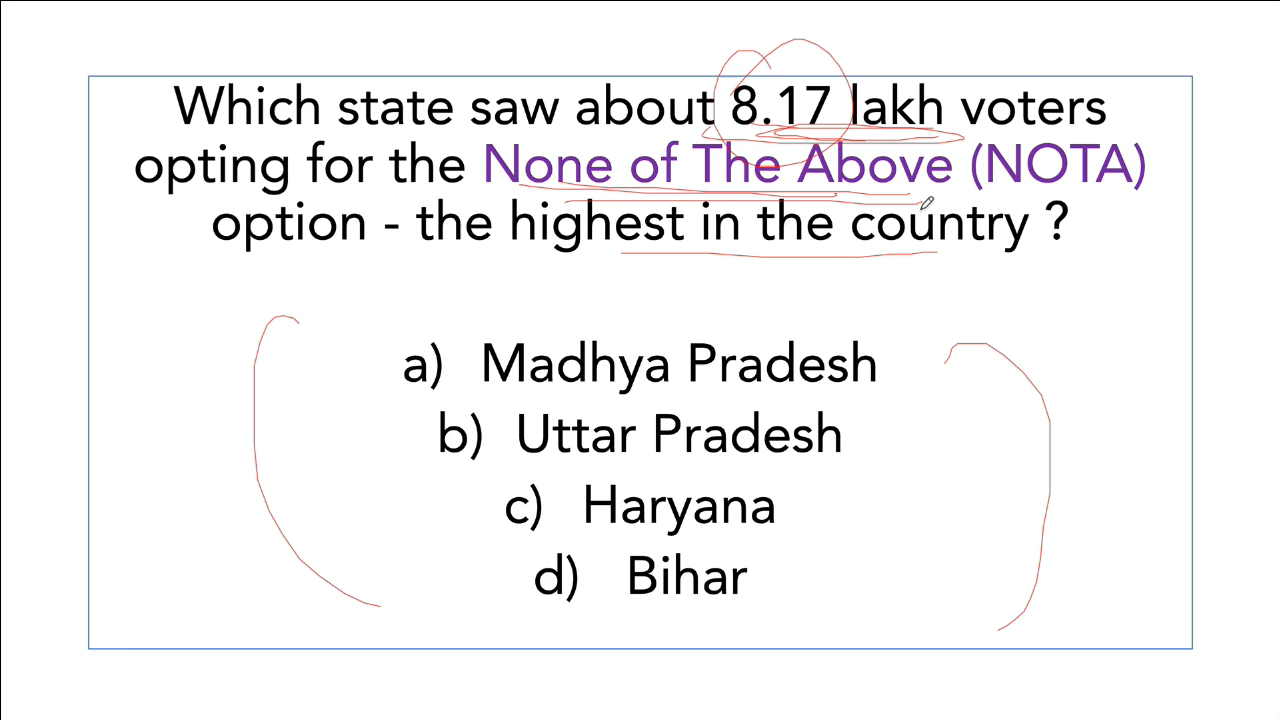 Which state saw about 8.17 lakh voters
opting for the None of The Above (NOTA)
option - the highest in the country ?
a) Madhya Pradesh
b) Uttar Pradesh
c) Haryana
d) Bihar